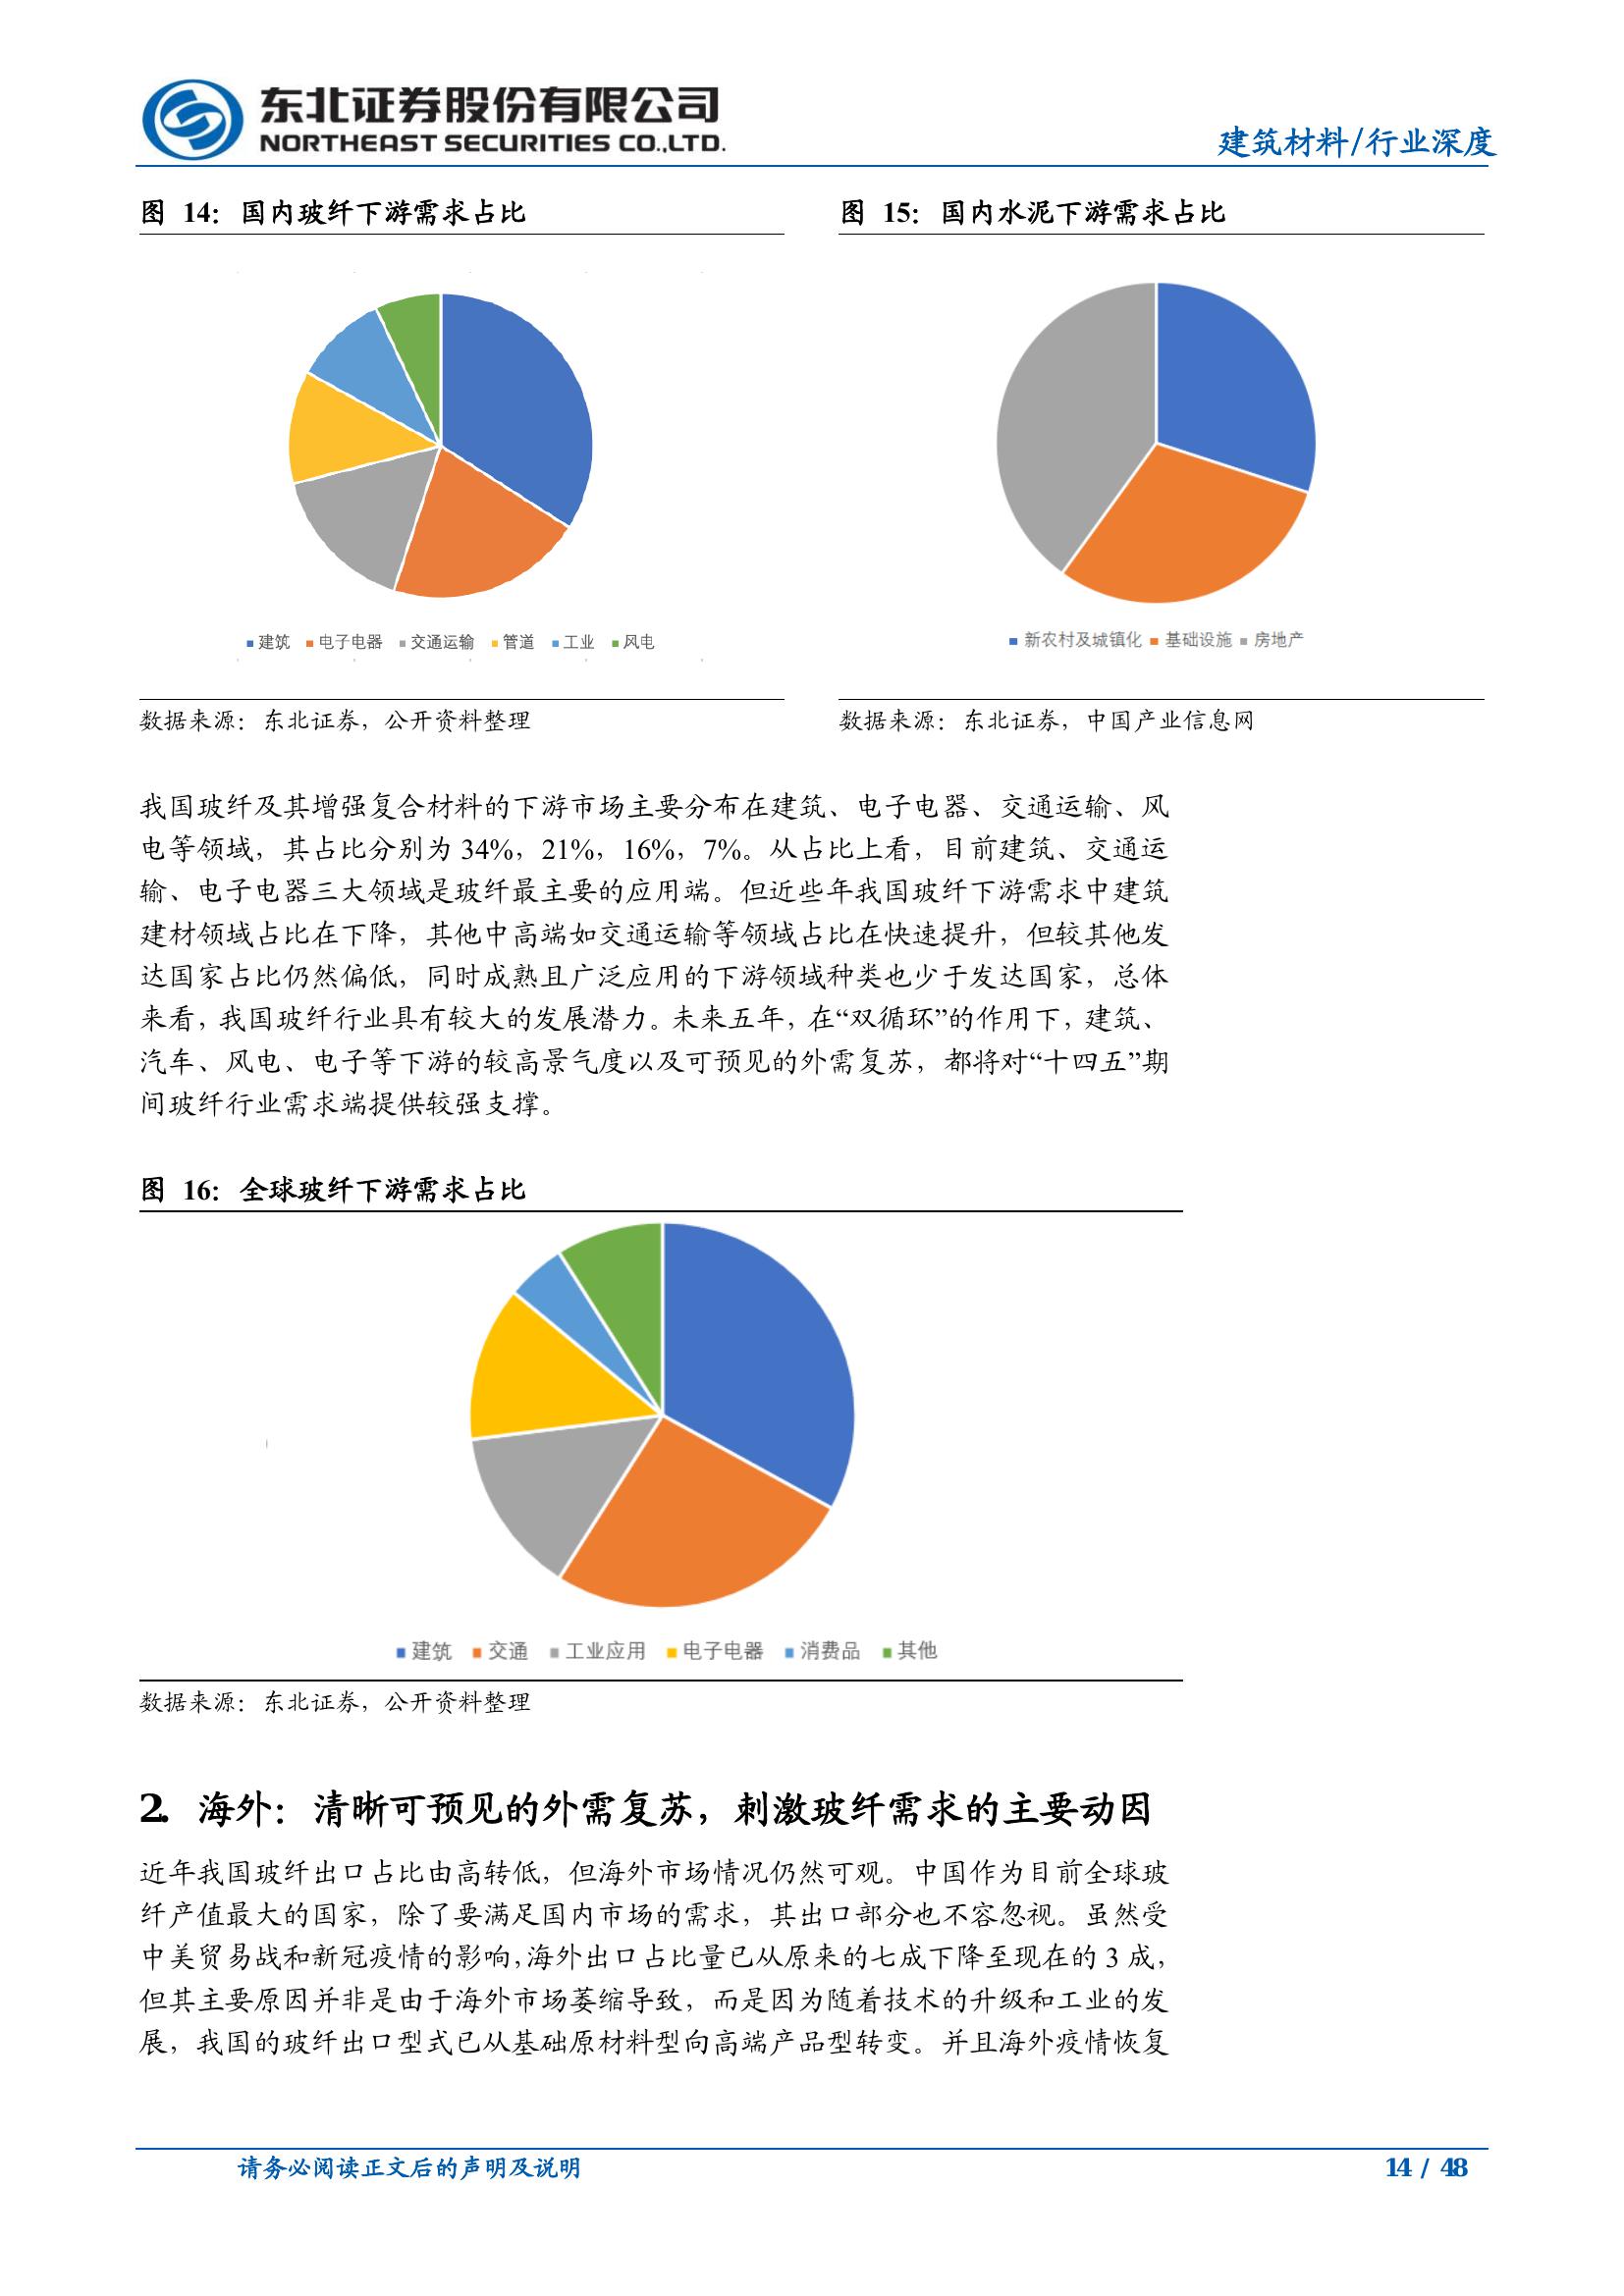 东北证券股份有限公司
NORTHEAST SECURITIES CO.,LTD.
建筑材料/行业深度
图 14：国内玻纤下游需求占比
建筑 电子电器 交通运输 管道 工业 风电
数据来源：东北证券，公开资料整理
图 15：国内水泥下游需求占比
新农村及城镇化 基础设施 房地产
数据来源：东北证券，中国产业信息网
我国玻纤及其增强复合材料的下游市场主要分布在建筑、电子电器、交通运输、风
电等领域，其占比分别为 34%，21%，16%，7%。从占比上看，目前建筑、交通运
输、电子电器三大领域是玻纤最主要的应用端。但近些年我国玻纤下游需求中建筑
建材领域占比在下降，其他中高端如交通运输等领域占比在快速提升，但较其他发
达国家占比仍然偏低，同时成熟且广泛应用的下游领域种类也少于发达国家，总体
来看，我国玻纤行业具有较大的发展潜力。未来五年，在“双循环”的作用下，建筑、
汽车、风电、电子等下游的较高景气度以及可预见的外需复苏，都将对“十四五”期
间玻纤行业需求端提供较强支撑。
图 16：全球玻纤下游需求占比
建筑 交通 工业应用 电子电器 消费品 其他
数据来源：东北证券，公开资料整理
2. 海外：清晰可预见的外需复苏，刺激玻纤需求的主要动因
近年我国玻纤出口占比由高转低，但海外市场情况仍然可观。中国作为目前全球玻
纤产值最大的国家，除了要满足国内市场的需求，其出口部分也不容忽视。虽然受
中美贸易战和新冠疫情的影响，海外出口占比量已从原来的七成下降至现在的 3 成，
但其主要原因并非是由于海外市场萎缩导致，而是因为随着技术的升级和工业的发
展，我国的玻纤出口型式已从基础原材料型向高端产品型转变。并且海外疫情恢复
请务必阅读正文后的声明及说明
14 / 48